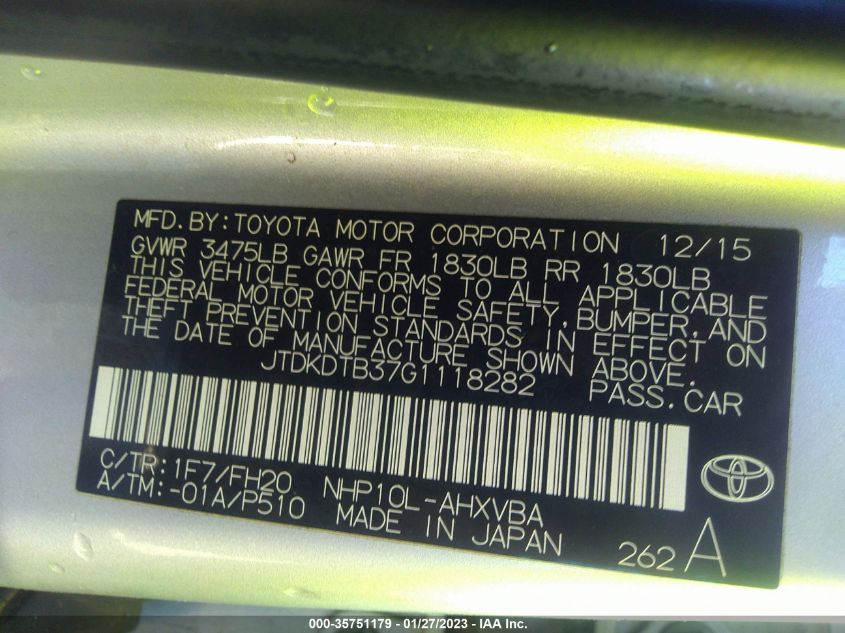 MFD.BY:TOYOTA MOTOR CORPORATION 12/15
GVWR 3475LB GAWR FR 1830LB RR 1830LB
THIS VEHICLE CONFORMS TO ALL APPLICABLE
FEDERAL MOTOR VEHICLE SAFETY,BUMPER,AND
THEFT PREVENTION STANDARDS IN EFFECT ON
THE DATE OF MANUFACTURE SHOWN ABOVE.
JTDKDTB37G1118282 PASS.CAR
C/TR:1F7/FH20 NHP10L-AHXVBA
A/TM:-01A/P510 MADE IN JAPAN 262 A
000-35751179 — 01/27/2023 — IAA Inc.